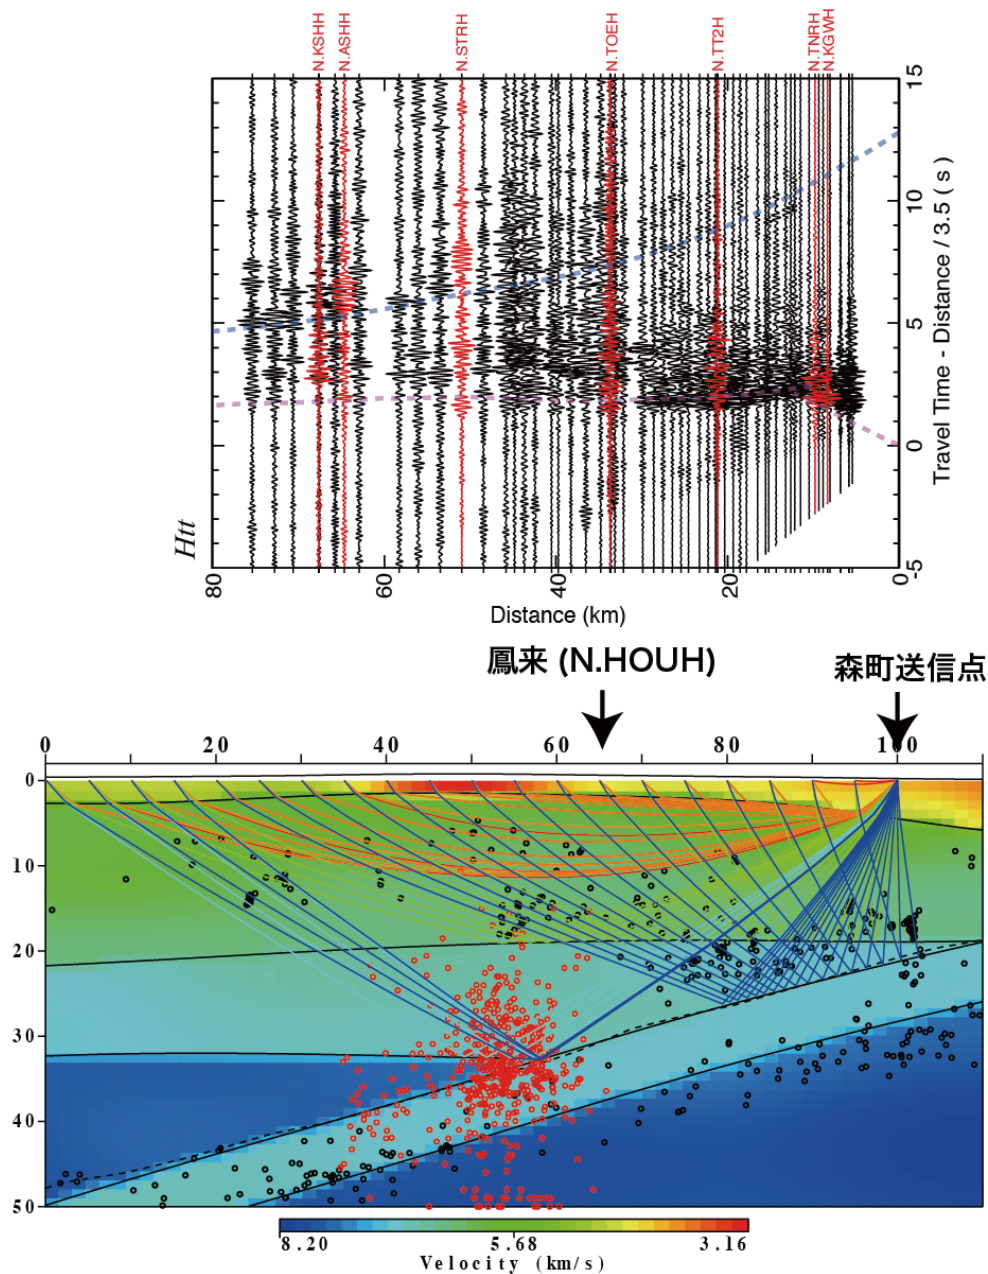 N.KSHH
N.ASHH
N.STRH
N.TOEH
N.TT2H
N.TNRH
N.KGWH
15
10
5
0
-5
Travel Time - Distance / 3.5 ( s )
Htt
80
60
40
20
0
Distance (km)
鳳来 (N.HOUH)
森町送信点
0 20 40 60 80 100
0
10
20
30
40
50
8.20 5.68 3.16
Velocity (km/s)